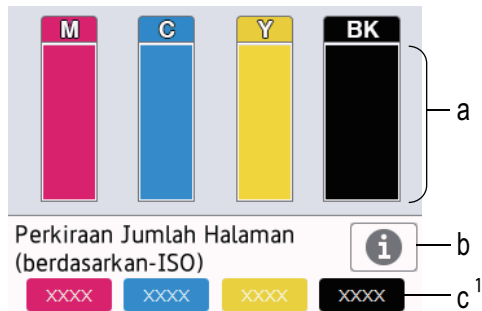 M C Y BK
a
Perkiraan Jumlah Halaman
(berdasarkan-ISO)
i
b
XXXX XXXX XXXX XXXX
c 1